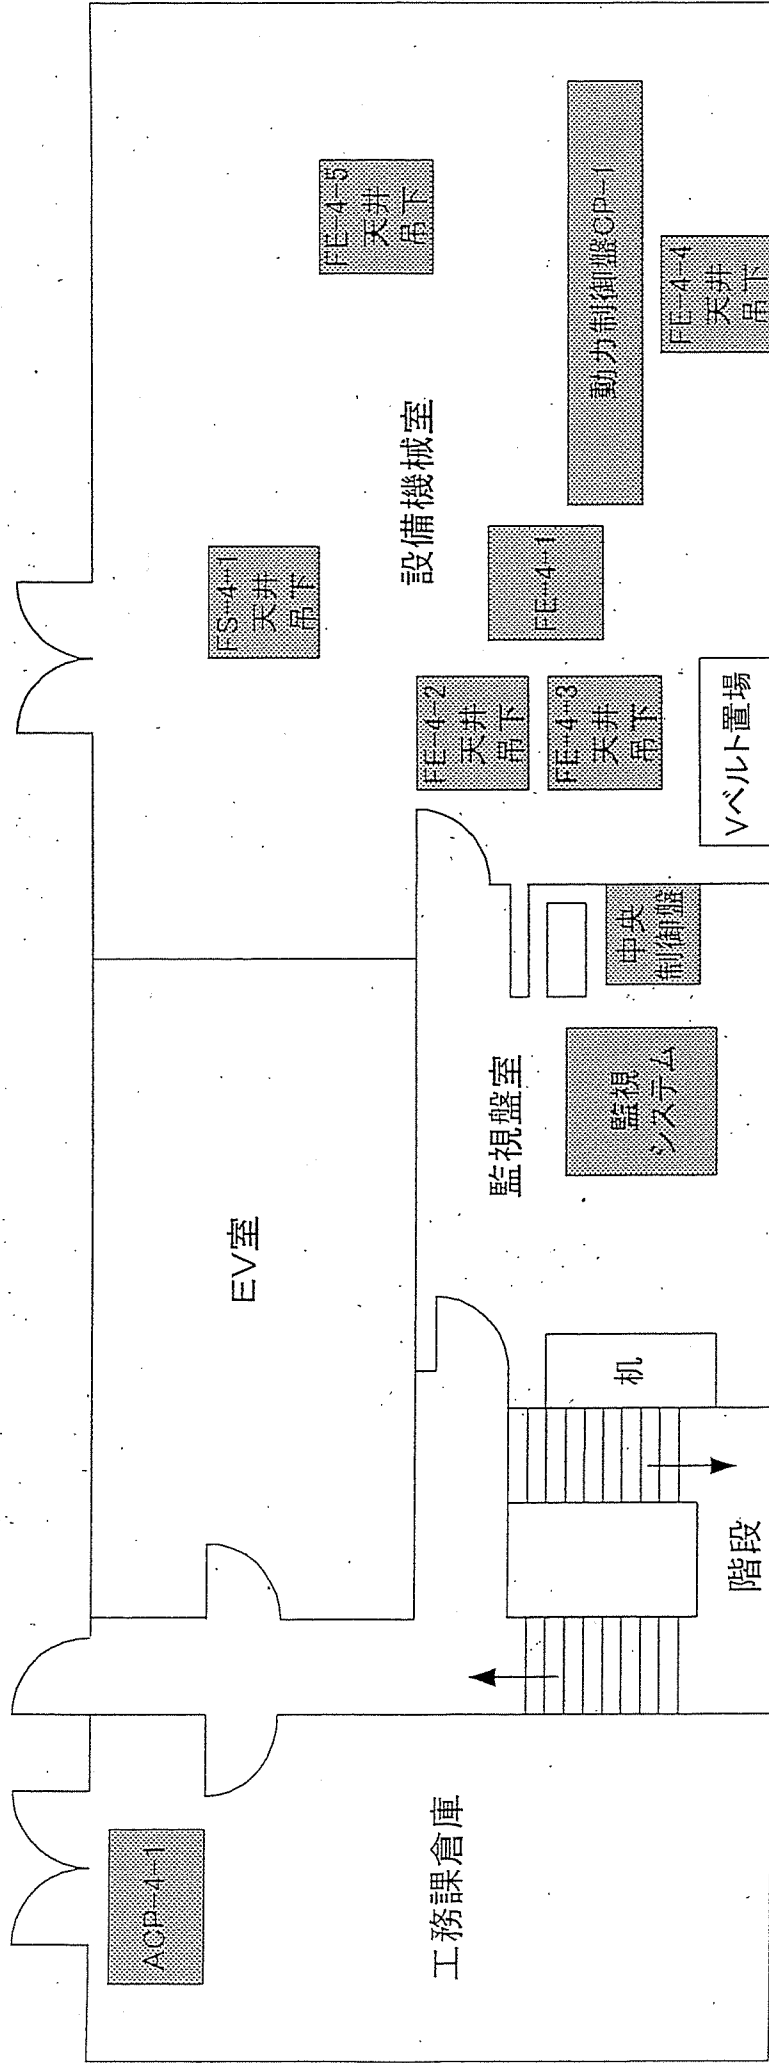 FE-4-5
天井
吊下
動力制御盤CP-1
FE-4-4
天井
吊下
設備機械室
FS-4-1
天井
吊下
FE-4-1
FE-4-2
天井
吊下
FE-4-3
天井
吊下
Vベルト置場
中央
制御盤
監視
システム
監視盤室
EV室
机
階段
ACP-4-1
工務課倉庫